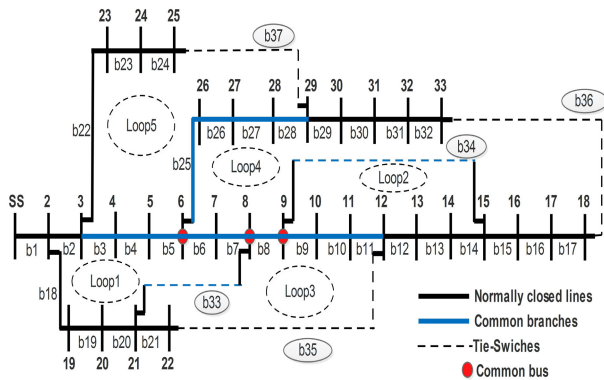 23 24 25
b37
b23 b24
26 27 28 29 30 31 32 33
b36
b22
Loop5
b26 b27 b28 b29 b30 b31 b32
b25
Loop4
b34
Loop2
SS 2 3 4 5 6 7 8 9 10 11 12 13 14 15 16 17 18
b1 b2 b3 b4 b5 b6 b7 b8 b9 b10 b11 b12 b13 b14 b15 b16 b17
Loop1
b18
b33
Loop3
b19 b20 b21
b35
19 20 21 22
Normally closed lines
Common branches
Tie-Swiches
Common bus